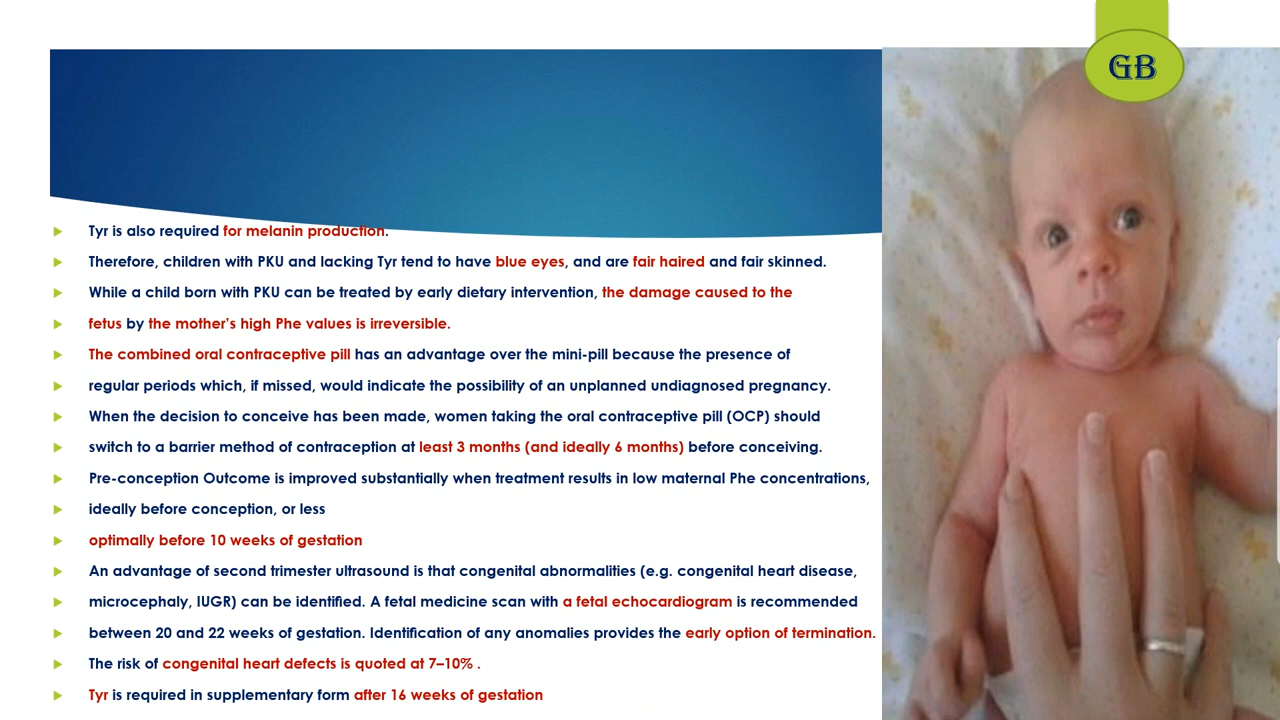 GB
Tyr is also required for melanin production.
Therefore, children with PKU and lacking Tyr tend to have blue eyes, and are fair haired and fair skinned.
While a child born with PKU can be treated by early dietary intervention, the damage caused to the
fetus by the mother's high Phe values is irreversible.
The combined oral contraceptive pill has an advantage over the mini-pill because the presence of
regular periods which, if missed, would indicate the possibility of an unplanned undiagnosed pregnancy.
When the decision to conceive has been made, women taking the oral contraceptive pill (OCP) should
switch to a barrier method of contraception at least 3 months (and ideally 6 months) before conceiving.
Pre-conception Outcome is improved substantially when treatment results in low maternal Phe concentrations,
ideally before conception, or less
optimally before 10 weeks of gestation
An advantage of second trimester ultrasound is that congenital abnormalities (e.g. congenital heart disease,
microcephaly, IUGR) can be identified. A fetal medicine scan with a fetal echocardiogram is recommended
between 20 and 22 weeks of gestation. Identification of any anomalies provides the early option of termination.
The risk of congenital heart defects is quoted at 7–10% .
Tyr is required in supplementary form after 16 weeks of gestation